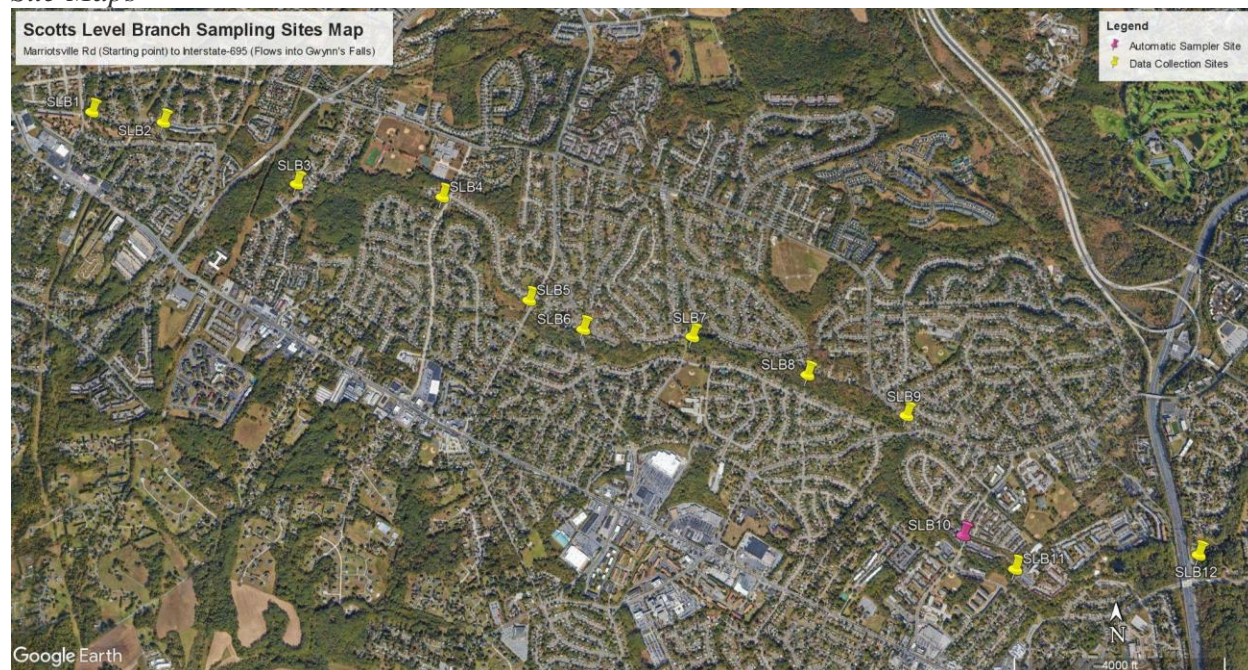 Site Maps
Scotts Level Branch Sampling Sites Map
Marriotsville Rd (Starting point) to Interstate-695 (Flows into Gwynn's Falls)
Legend
Automatic Sampler Site
Data Collection Sites
SLB1
SLB2
SLB3
SLB4
SLB5
SLB6
SLB7
SLB8
SLB9
SLB10
SLB11
SLB12
N
Google Earth
4000 ft